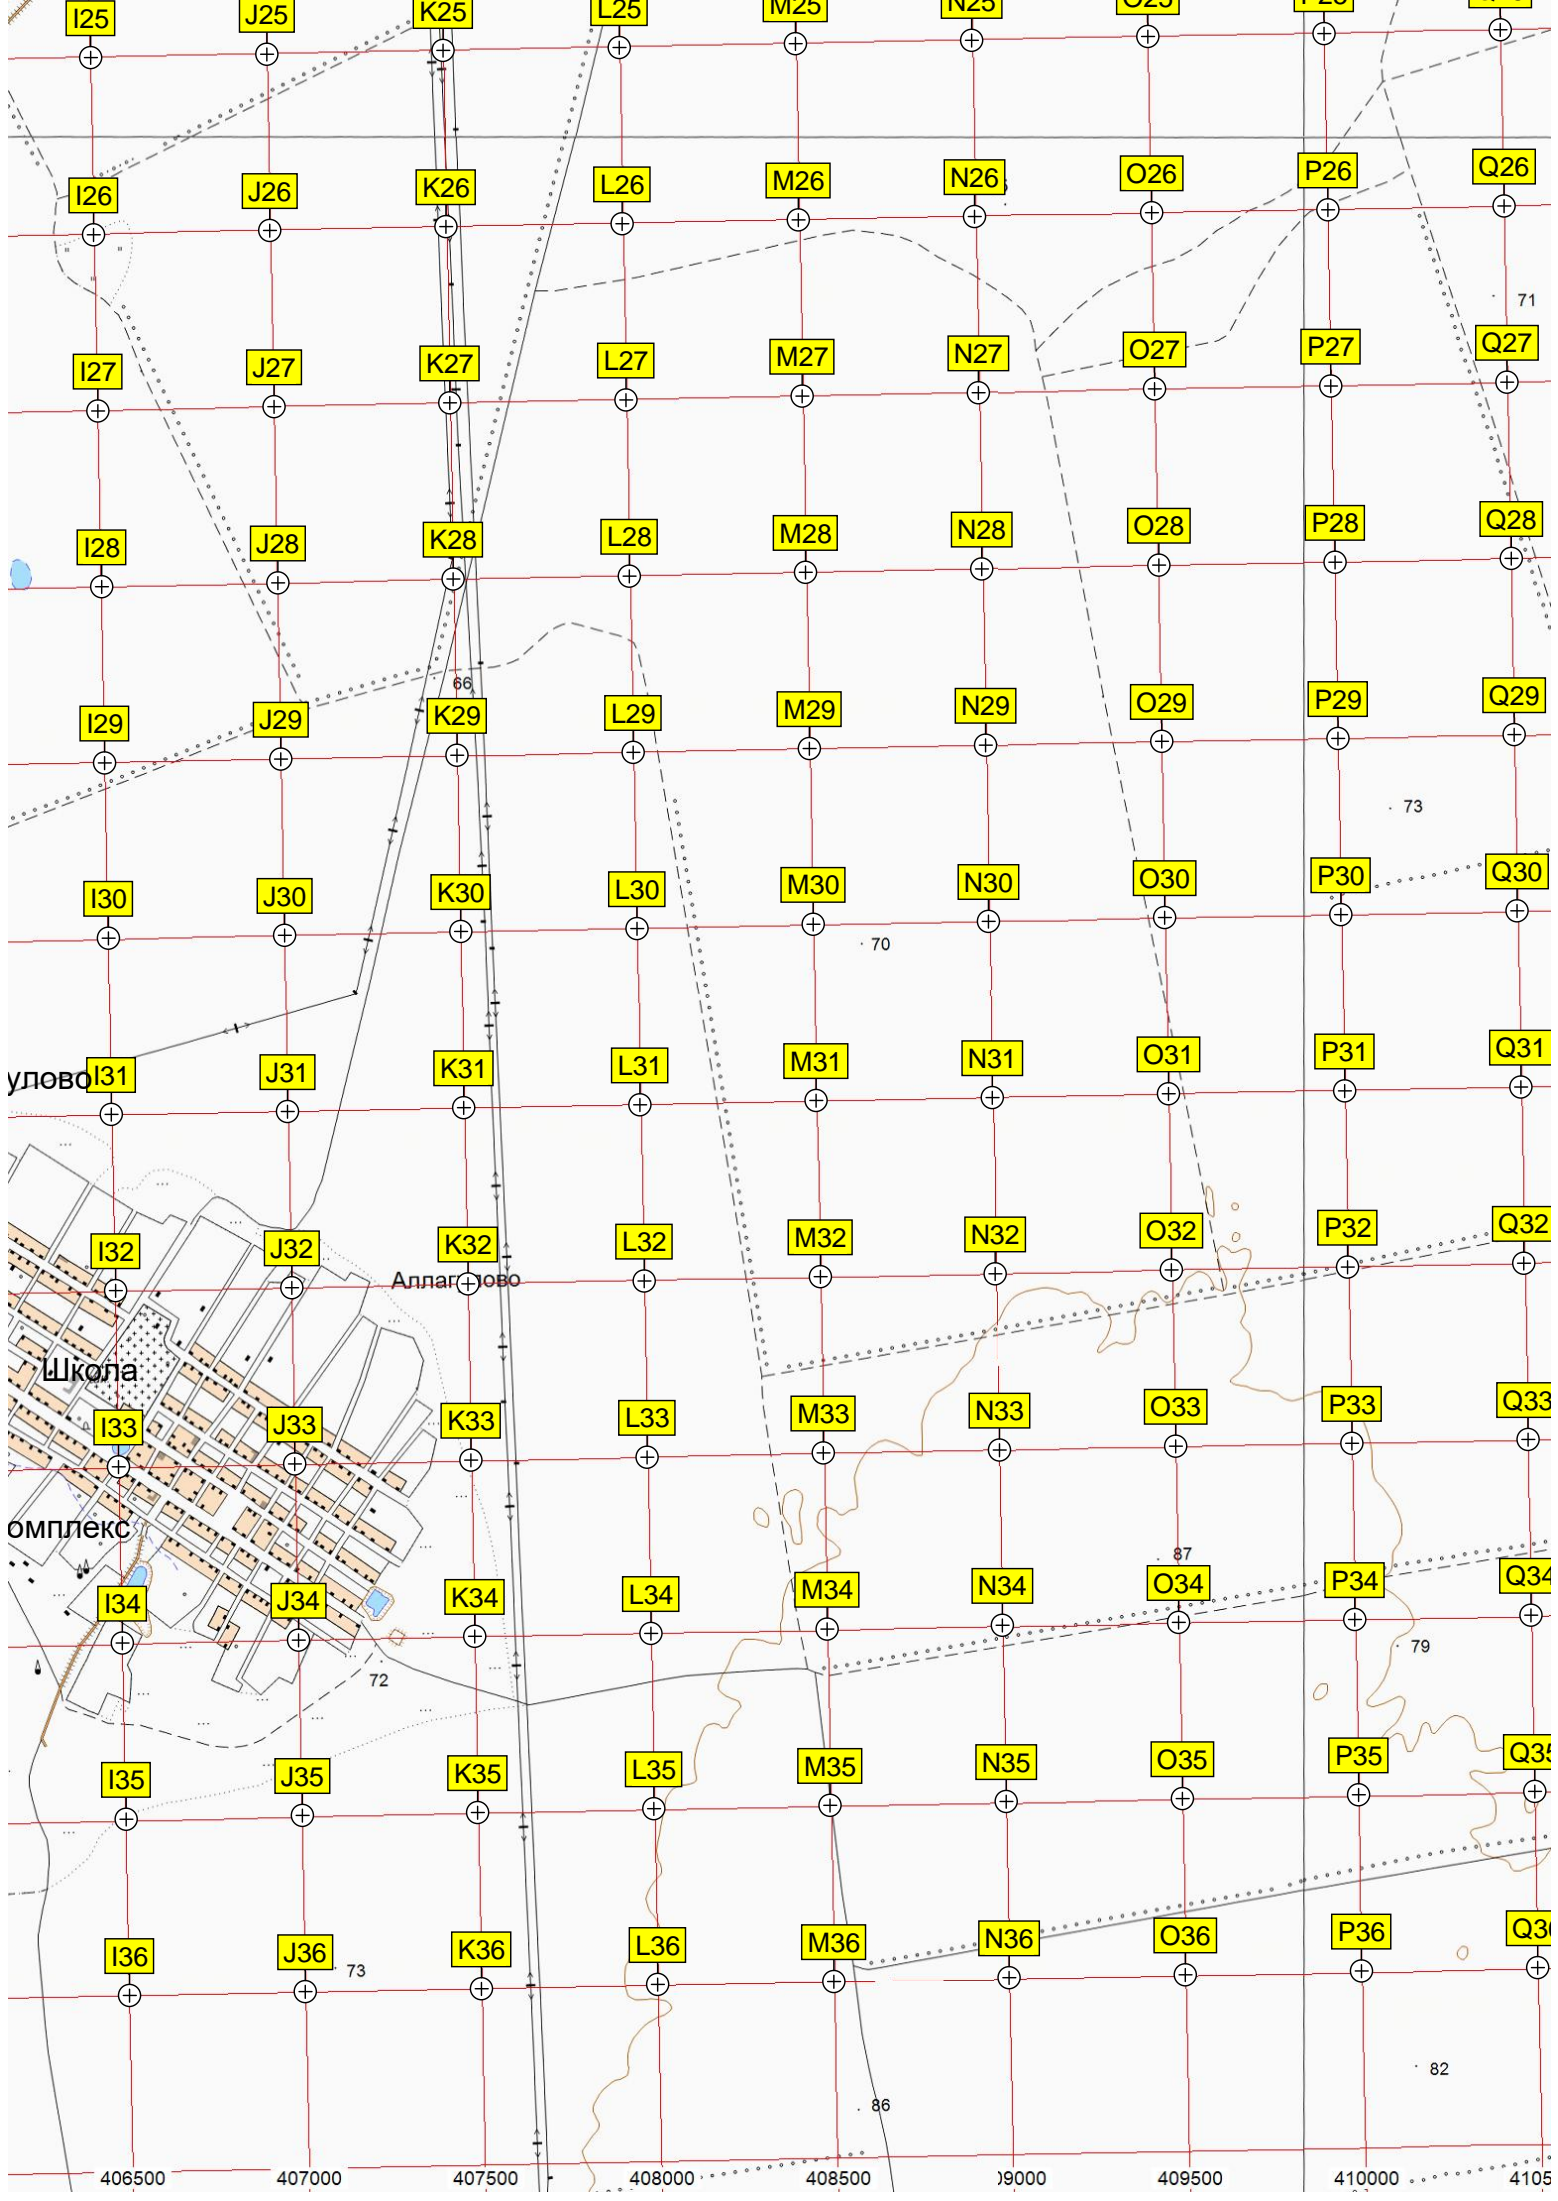 I25 J25 K25 L25 M25 N25 O25 P25
I26 J26 K26 L26 M26 N26 O26 P26 Q26
71
I27 J27 K27 L27 M27 N27 O27 P27 Q27
I28 J28 K28 L28 M28 N28 O28 P28 Q28
66
I29 J29 K29 L29 M29 N29 O29 P29 Q29
73
I30 J30 K30 L30 M30 N30 O30 P30 Q30
70
улово I31 J31 K31 L31 M31 N31 O31 P31 Q31
I32 J32 K32 L32 M32 N32 O32 P32 Q32
Школа
I33 J33 K33 L33 M33 N33 O33 P33 Q33
омплекс
87
I34 J34 K34 L34 M34 N34 O34 P34 Q34
79
72
I35 J35 K35 L35 M35 N35 O35 P35 Q35
I36 J36 K36 L36 M36 N36 O36 P36
73
82
86
406500 407000 407500 408000 408500 09000 409500 410000 4105